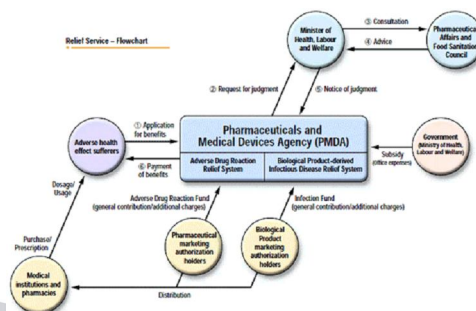 Relief Service – Flowchart
Minister of
Health, Labour
and Welfare
③ Consultation
④ Advice
Pharmaceutical
Affairs and
Food Sanitation
Council
② Request for judgment
⑤ Notice of judgment
① Application
for benefits
Adverse health
effect sufferers
⑥ Payment
of benefits
Pharmaceuticals and
Medical Devices Agency (PMDA)
Adverse Drug Reaction
Relief System
Biological Product-derived
Infectious Disease Relief System
Subsidy
(office expenses)
Government
(Ministry of Health,
Labour and Welfare)
Dosage/
Usage
Adverse Drug Reaction Fund
(general contribution/additional charges)
Infection Fund
(general contribution/additional charges)
Purchase/
Prescription
Pharmaceutical
marketing
authorization
holders
Biological
Product marketing
authorization
holders
Medical
institutions and
pharmacies
Distribution